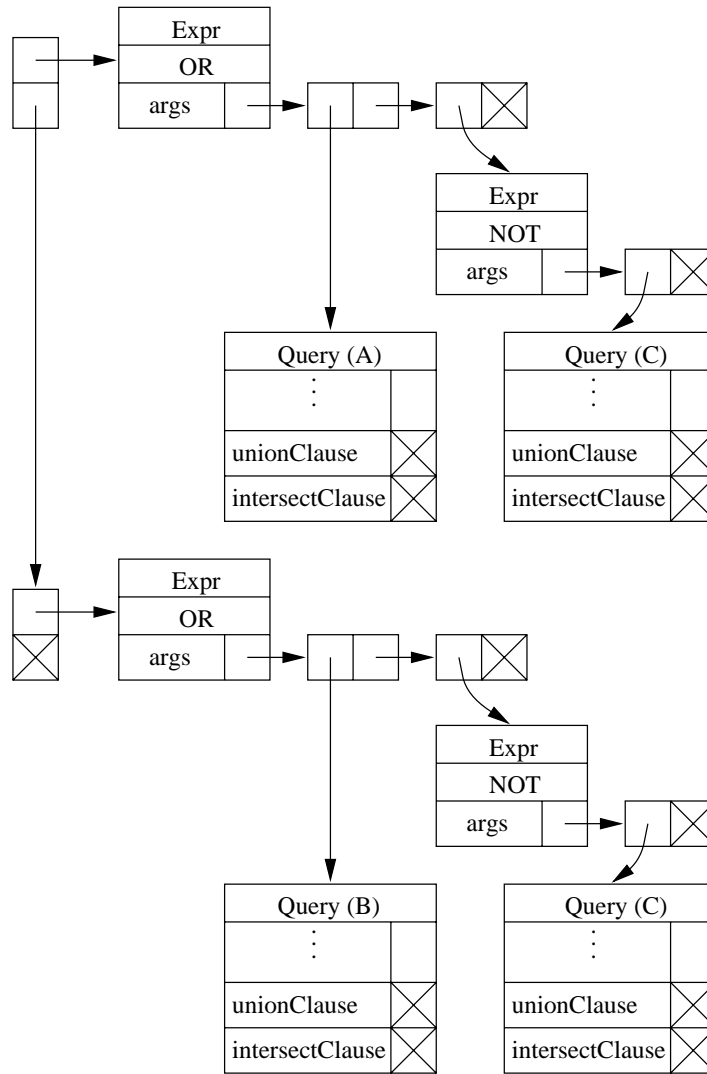 Expr
OR
args
Expr
NOT
args
Query (A)
Query (C)
unionClause
unionClause
intersectClause
intersectClause
Expr
OR
args
Expr
NOT
args
Query (B)
Query (C)
unionClause
unionClause
intersectClause
intersectClause